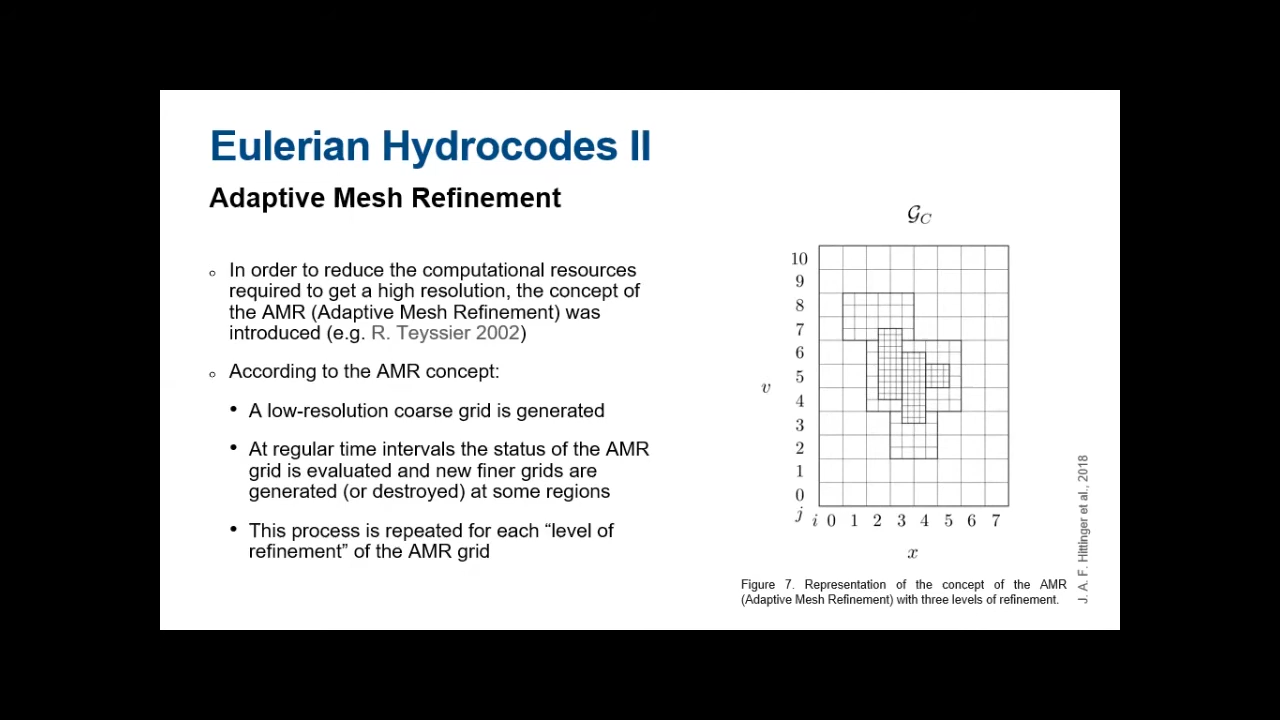 Eulerian Hydrocodes II
Adaptive Mesh Refinement
◦ In order to reduce the computational resources
required to get a high resolution, the concept of
the AMR (Adaptive Mesh Refinement) was
introduced (e.g. R. Teyssier 2002)
◦ According to the AMR concept:
• A low-resolution coarse grid is generated
• At regular time intervals the status of the AMR
grid is evaluated and new finer grids are
generated (or destroyed) at some regions
• This process is repeated for each “level of
refinement” of the AMR grid
𝒢C
10
9
8
7
6
5
4
3
2
1
0
v
j i 0 1 2 3 4 5 6 7
x
J. A. F. Hittinger et al., 2018
Figure 7. Representation of the concept of the AMR
(Adaptive Mesh Refinement) with three levels of refinement.